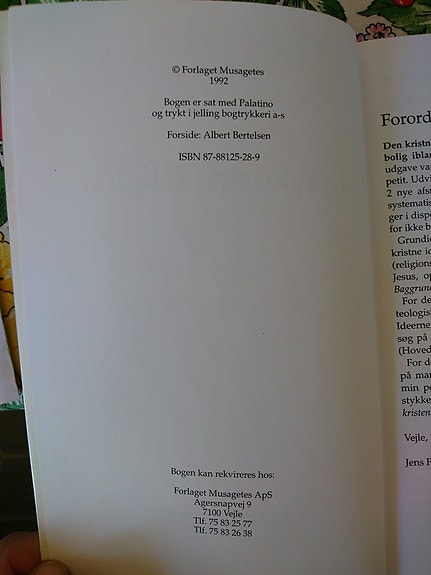 © Forlaget Musagetes
1992
Bogen er sat med Palatino
og trykt i jelling bogtrykkeri a-s
Forside: Albert Bertelsen
ISBN 87-88125-28-9
Bogen kan rekvireres hos:
Forlaget Musagetes ApS
Agersnapvej 9
7100 Vejle
Tlf. 75 83 25 77
Tlf. 75 83 26 38
Forord
Den kristn
bolig iblan
udgave va
petit. Udvi
2 nye afsn
systematis
ger i dispo
for ikke b
Grundid
kristne id
(religions
Jesus, op
Baggrund
For de
teologis
Ideerne
søg på
(Hoved
For d
på man
min pe
stykke
kristen
Vejle,
Jens F